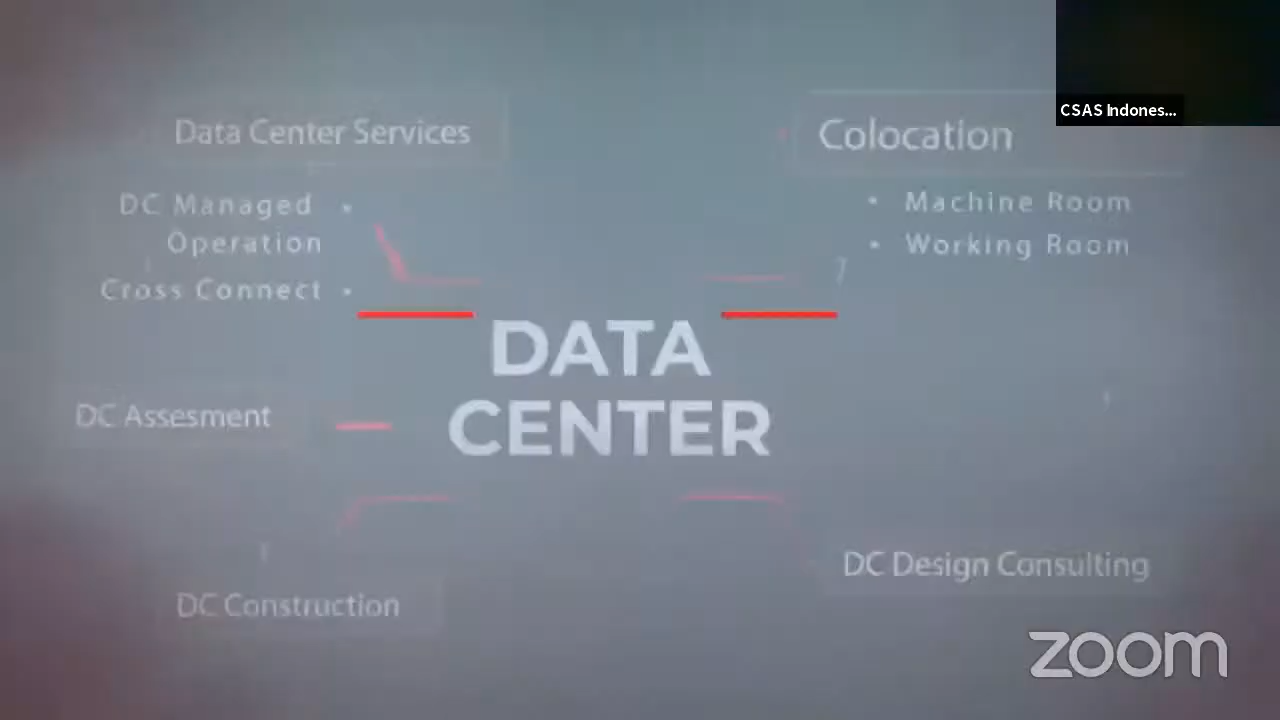 CSAS Indones...
Data Center Services
DC Managed
Operation
Cross Connect
Colocation
Machine Room
Working Room
DATA
CENTER
DC Assesment
DC Construction
DC Design Consulting
zoom